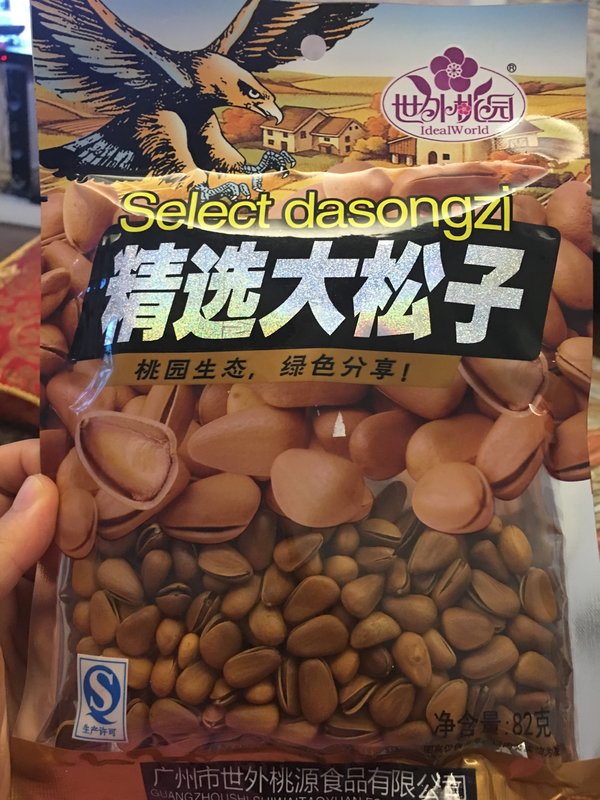 世外桃园®
IdealWorld
Select dasongzi
精选大松子
桃园生态，绿色分享！
S
生产许可
净含量:82克
广州市世外桃源食品有限公司